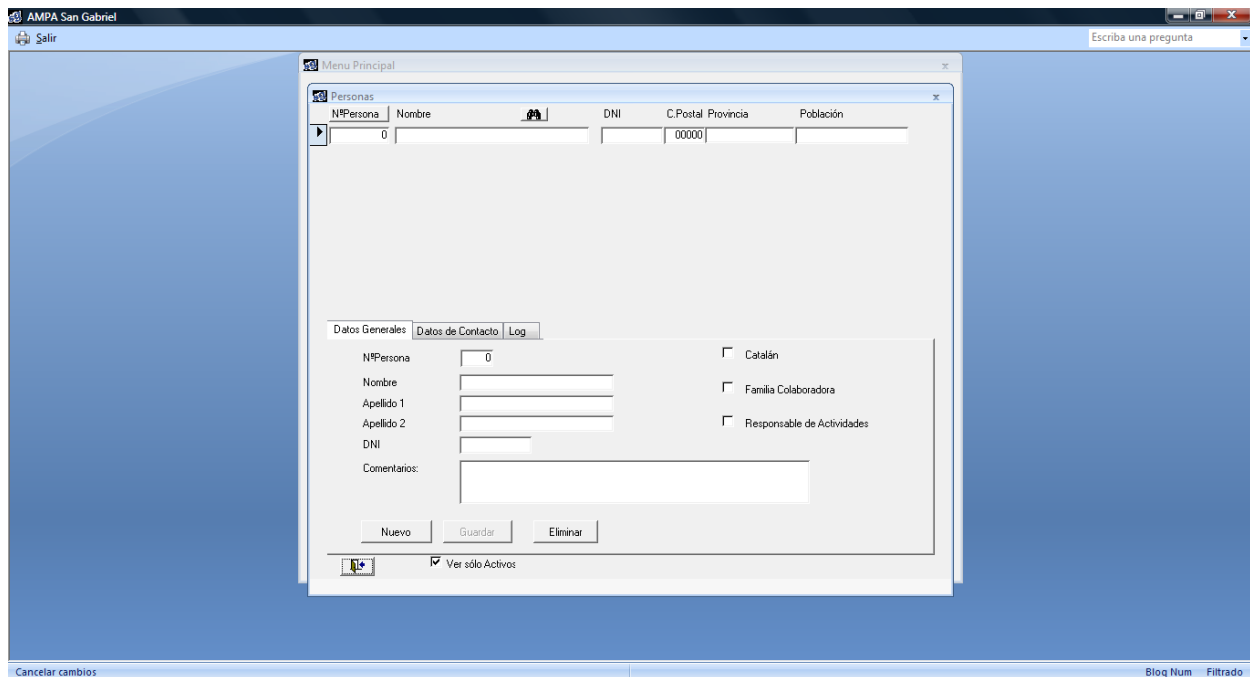 AMPA San Gabriel
Salir
Escriba una pregunta
Menu Principal
Personas
NºPersona Nombre DNI C.Postal Provincia Población
0 00000
Datos Generales Datos de Contacto Log
NºPersona 0
Catalán
Nombre
Familia Colaboradora
Apellido 1
Apellido 2
Responsable de Actividades
DNI
Comentarios:
Nuevo Guardar Eliminar
Ver sólo Activos
Cancelar cambios Bloq Num Filtrado